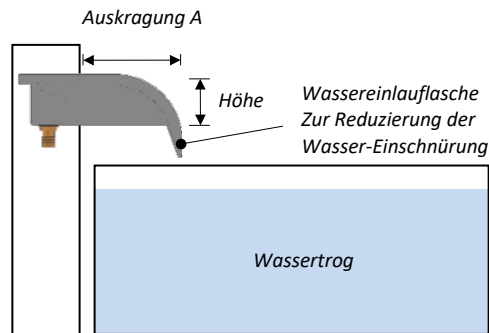 Auskragung A
Höhe
Wassereinlauflasche
Zur Reduzierung der
Wasser-Einschnürung
Wassertrog